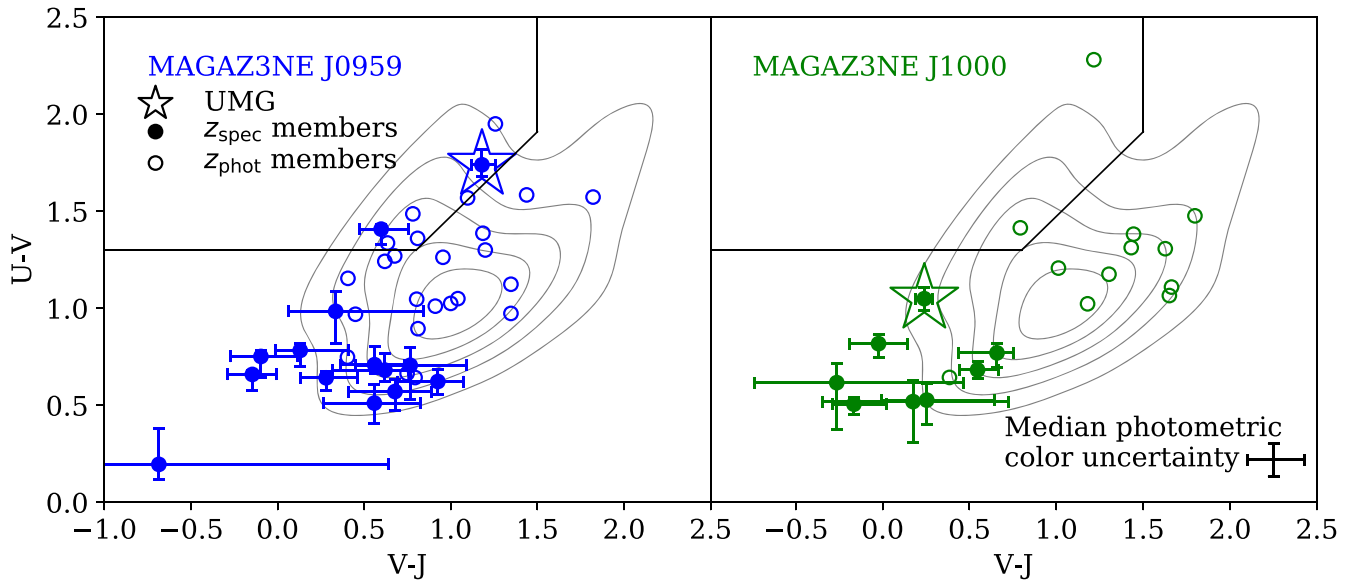 MAGAZ3NE J0959
UMG
z_spec members
z_phot members
MAGAZ3NE J1000
Median photometric
color uncertainty
U-V
2.5
2.0
1.5
1.0
0.5
0.0
−1.0 −0.5 0.0 0.5 1.0 1.5 2.0 2.5
−0.5 0.0 0.5 1.0 1.5 2.0 2.5
V-J
V-J